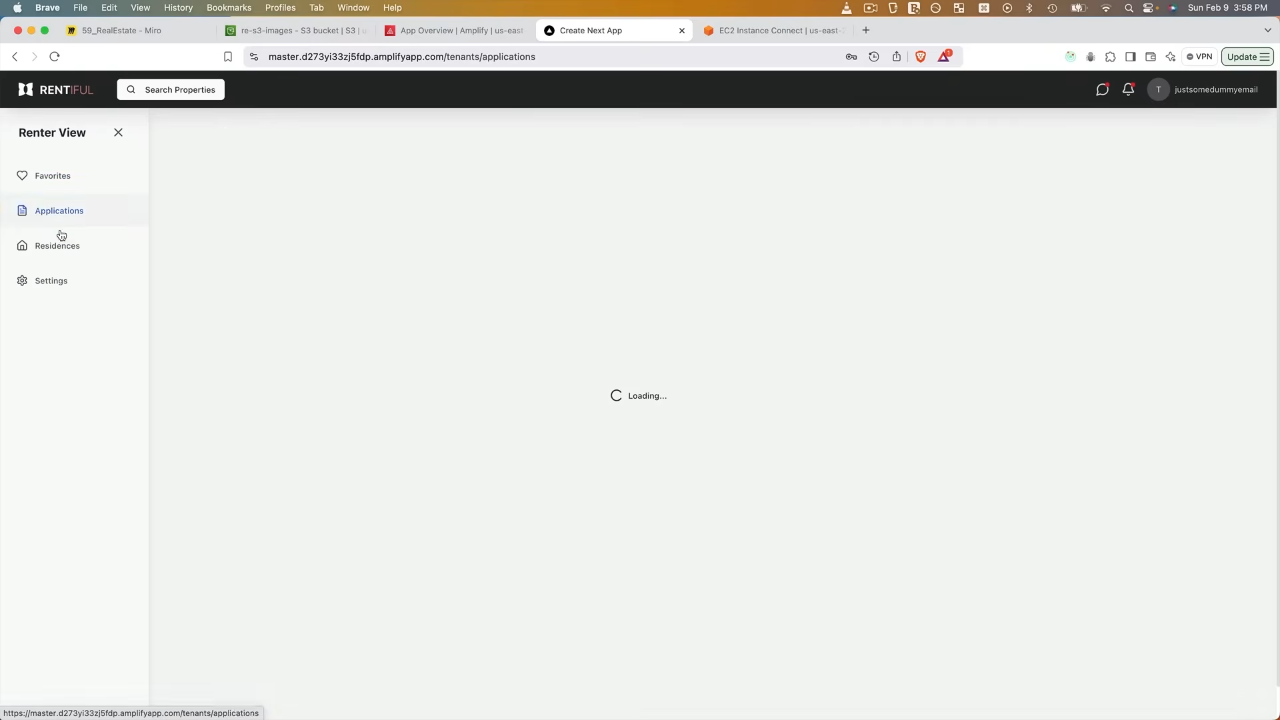 Brave File Edit View History Bookmarks Profiles Tab Window Help Sun Feb 9 3:58 PM
59_RealEstate - Miro re-s3-images - S3 bucket | S3 | App Overview | Amplify | us-east Create Next App EC2 Instance Connect | us-east-
master.d273yi33zj5fdp.amplifyapp.com/tenants/applications VPN Update
RENTIFUL Search Properties T justsomedummyemail
Renter View
Favorites
Applications
Residences
Settings
Loading...
https://master.d273yi33zj5fdp.amplifyapp.com/tenants/applications